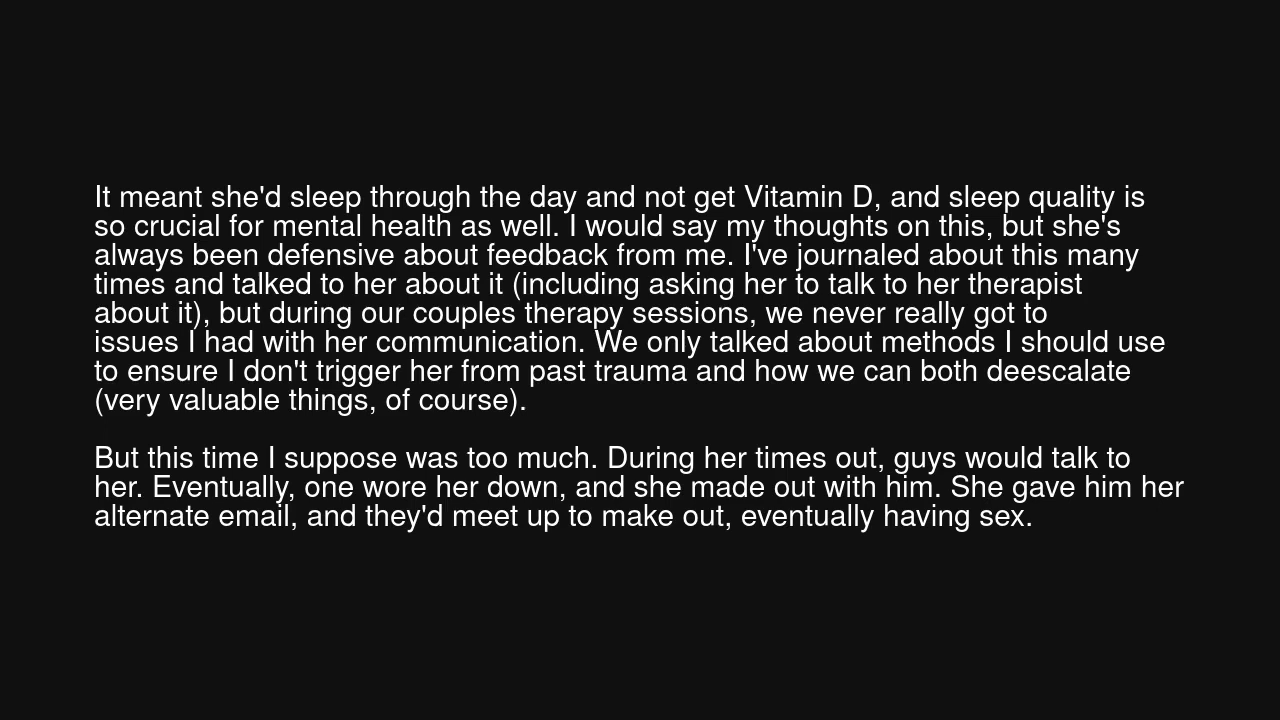 It meant she'd sleep through the day and not get Vitamin D, and sleep quality is
so crucial for mental health as well. I would say my thoughts on this, but she's
always been defensive about feedback from me. I've journaled about this many
times and talked to her about it (including asking her to talk to her therapist
about it), but during our couples therapy sessions, we never really got to
issues I had with her communication. We only talked about methods I should use
to ensure I don't trigger her from past trauma and how we can both deescalate
(very valuable things, of course).

But this time I suppose was too much. During her times out, guys would talk to
her. Eventually, one wore her down, and she made out with him. She gave him her
alternate email, and they'd meet up to make out, eventually having sex.